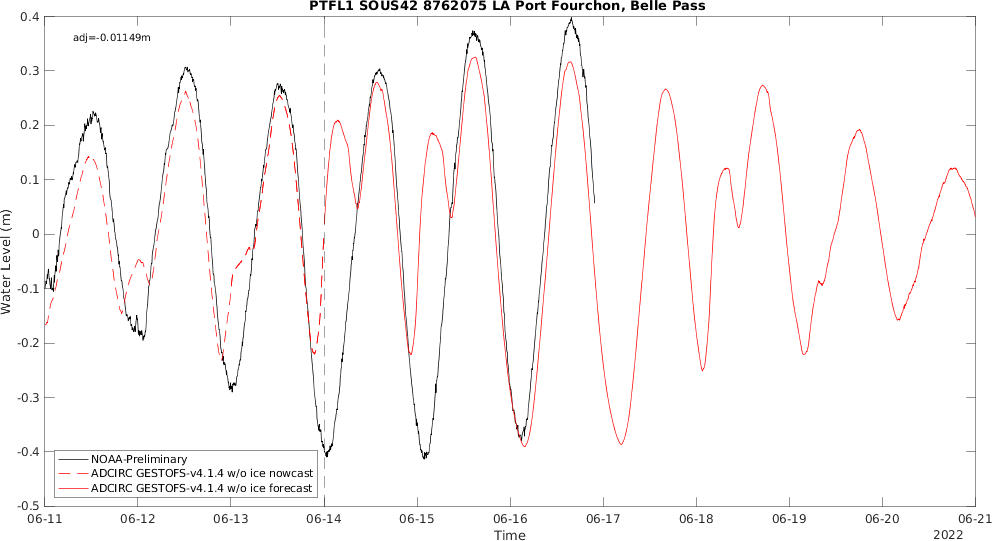 PTFL1 SOUS42 8762075 LA Port Fourchon, Belle Pass
adj=-0.01149m
0.4
0.3
0.2
0.1
0
-0.1
-0.2
-0.3
-0.4
-0.5
Water Level (m)
NOAA-Preliminary
ADCIRC GESTOFS-v4.1.4 w/o ice nowcast
ADCIRC GESTOFS-v4.1.4 w/o ice forecast
06-11 06-12 06-13 06-14 06-15 06-16 06-17 06-18 06-19 06-20 06-21
Time
2022